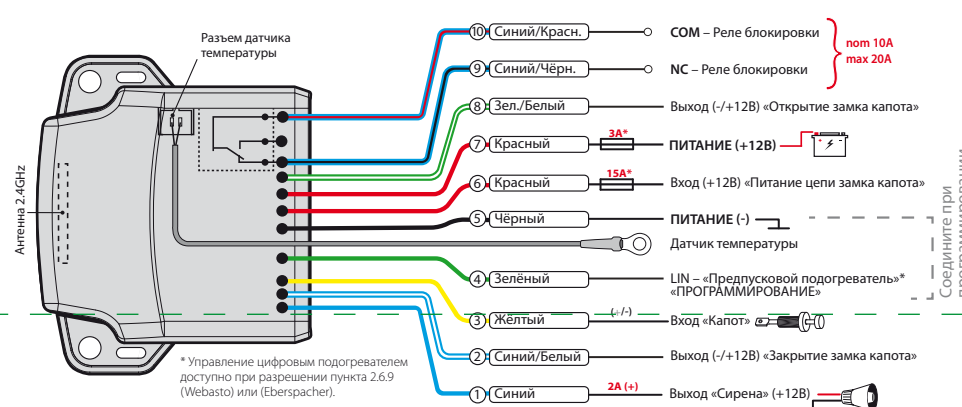 Разъем датчика
температуры
Антенна 2.4GHz
10 Синий/Красн.
COM – Реле блокировки
nom 10A
max 20A
9 Синий/Чёрн.
NC – Реле блокировки
8 Зел./Белый
Выход (-/+12В) «Открытие замка капота»
7 Красный
3А*
ПИТАНИЕ (+12В)
6 Красный
15А*
Вход (+12В) «Питание цепи замка капота»
5 Чёрный
ПИТАНИЕ (-)
Датчик температуры
4 Зелёный
LIN – «Предпусковой подогреватель»*
«ПРОГРАММИРОВАНИЕ»
Соедините при
программировании
3 Жёлтый
(+/-)
Вход «Капот»
2 Синий/Белый
Выход (-/+12В) «Закрытие замка капота»
1 Синий
2А (+)
Выход «Сирена» (+12В)
* Управление цифровым подогревателем
доступно при разрешении пункта 2.6.9
(Webasto) или (Eberspacher).